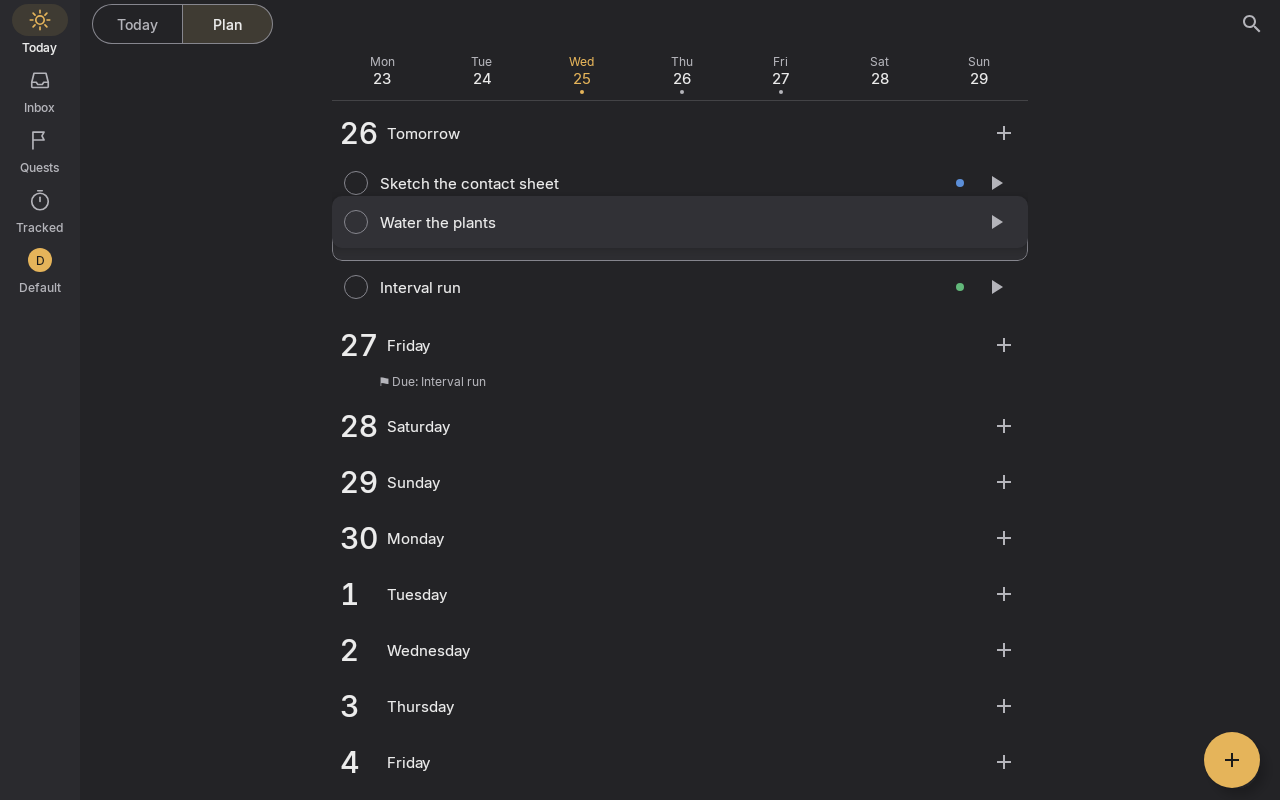 Today
Inbox
Quests
Tracked
D
Default
Today Plan
Mon Tue Wed Thu Fri Sat Sun
23 24 25 26 27 28 29
26 Tomorrow
Sketch the contact sheet
Water the plants
Interval run
27 Friday
Due: Interval run
28 Saturday
29 Sunday
30 Monday
1 Tuesday
2 Wednesday
3 Thursday
4 Friday